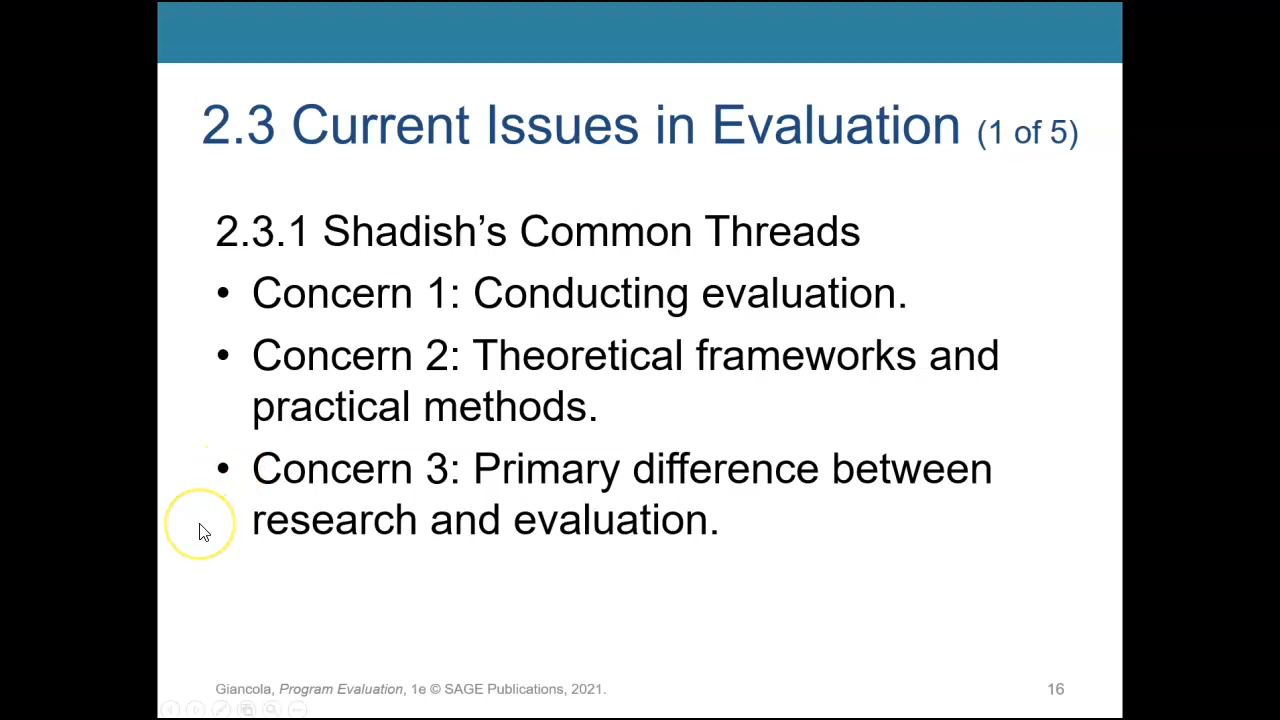 2.3 Current Issues in Evaluation (1 of 5)
2.3.1 Shadish’s Common Threads
• Concern 1: Conducting evaluation.
• Concern 2: Theoretical frameworks and
practical methods.
• Concern 3: Primary difference between
research and evaluation.
Giancola, Program Evaluation, 1e © SAGE Publications, 2021.
16